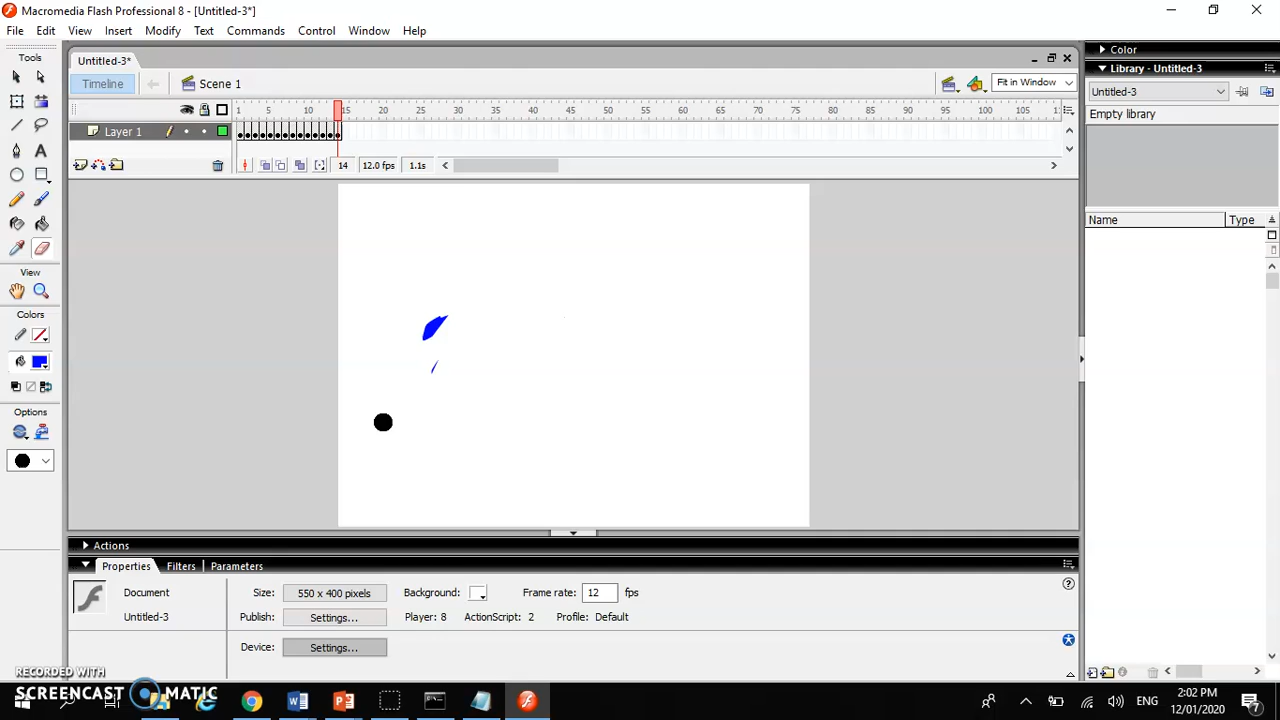 Macromedia Flash Professional 8 - [Untitled-3*]
File Edit View Insert Modify Text Commands Control Window Help
Tools
Untitled-3*
Color
Library - Untitled-3
Timeline
Scene 1
Fit in Window
Untitled-3
Empty library
1 5 10 15 20 25 30 35 40 45 50 55 60 65 70 75 80 85 90 95 100 105 1:
Layer 1
14 12.0 fps 1.1s
Name Type
View
Colors
Options
Actions
Properties Filters Parameters
Document
Size: 550 x 400 pixels Background: Frame rate: 12 fps
Untitled-3
Publish: Settings... Player: 8 ActionScript: 2 Profile: Default
Device: Settings...
RECORDED WITH
SCREENCAST MATIC
ENG
2:02 PM
12/01/2020
7